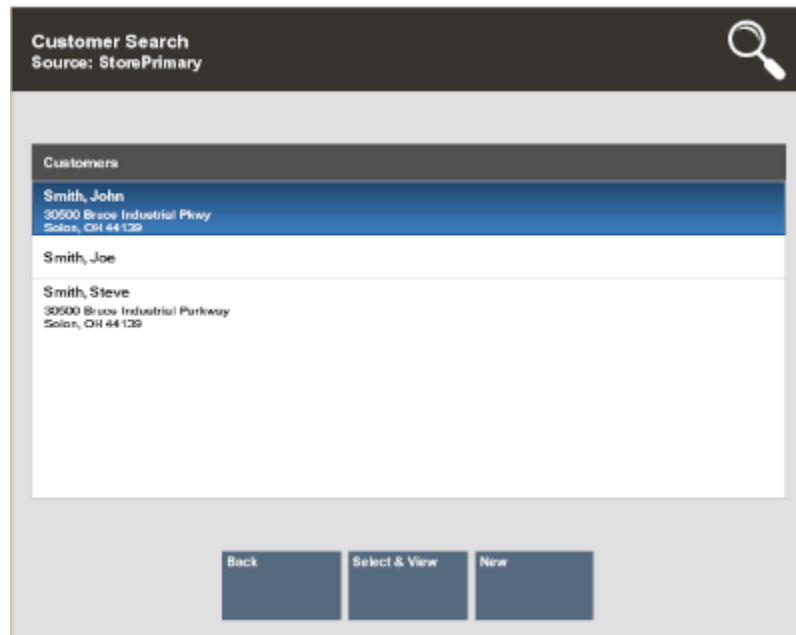 Customer Search
Source: StorePrimary
Customers
Smith, John
30500 Bruce Industrial Pkwy
Solon, OH 44139
Smith, Joe
Smith, Steve
30500 Bruce Industrial Parkway
Solon, OH 44139
Back
Select & View
New